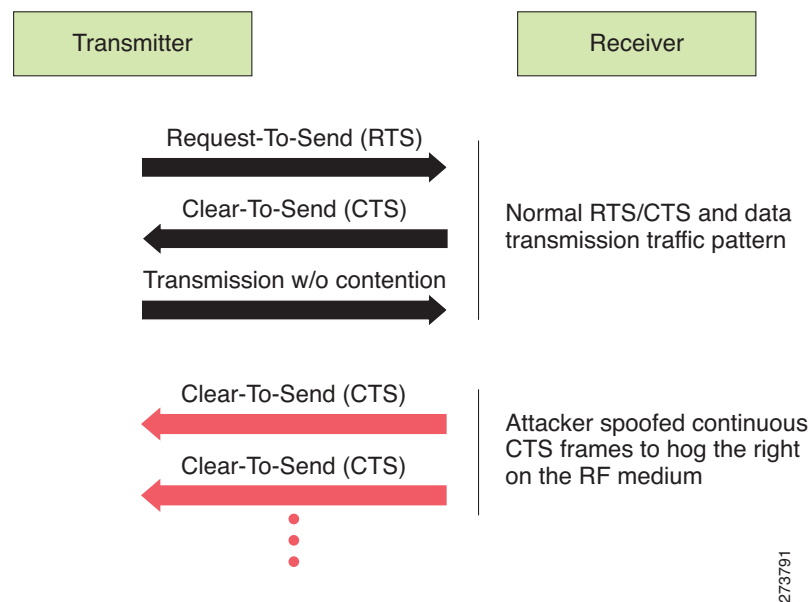 Transmitter
Receiver
Request-To-Send (RTS)
Clear-To-Send (CTS)
Transmission w/o contention
Normal RTS/CTS and data
transmission traffic pattern
Clear-To-Send (CTS)
Clear-To-Send (CTS)
Attacker spoofed continuous
CTS frames to hog the right
on the RF medium
273791